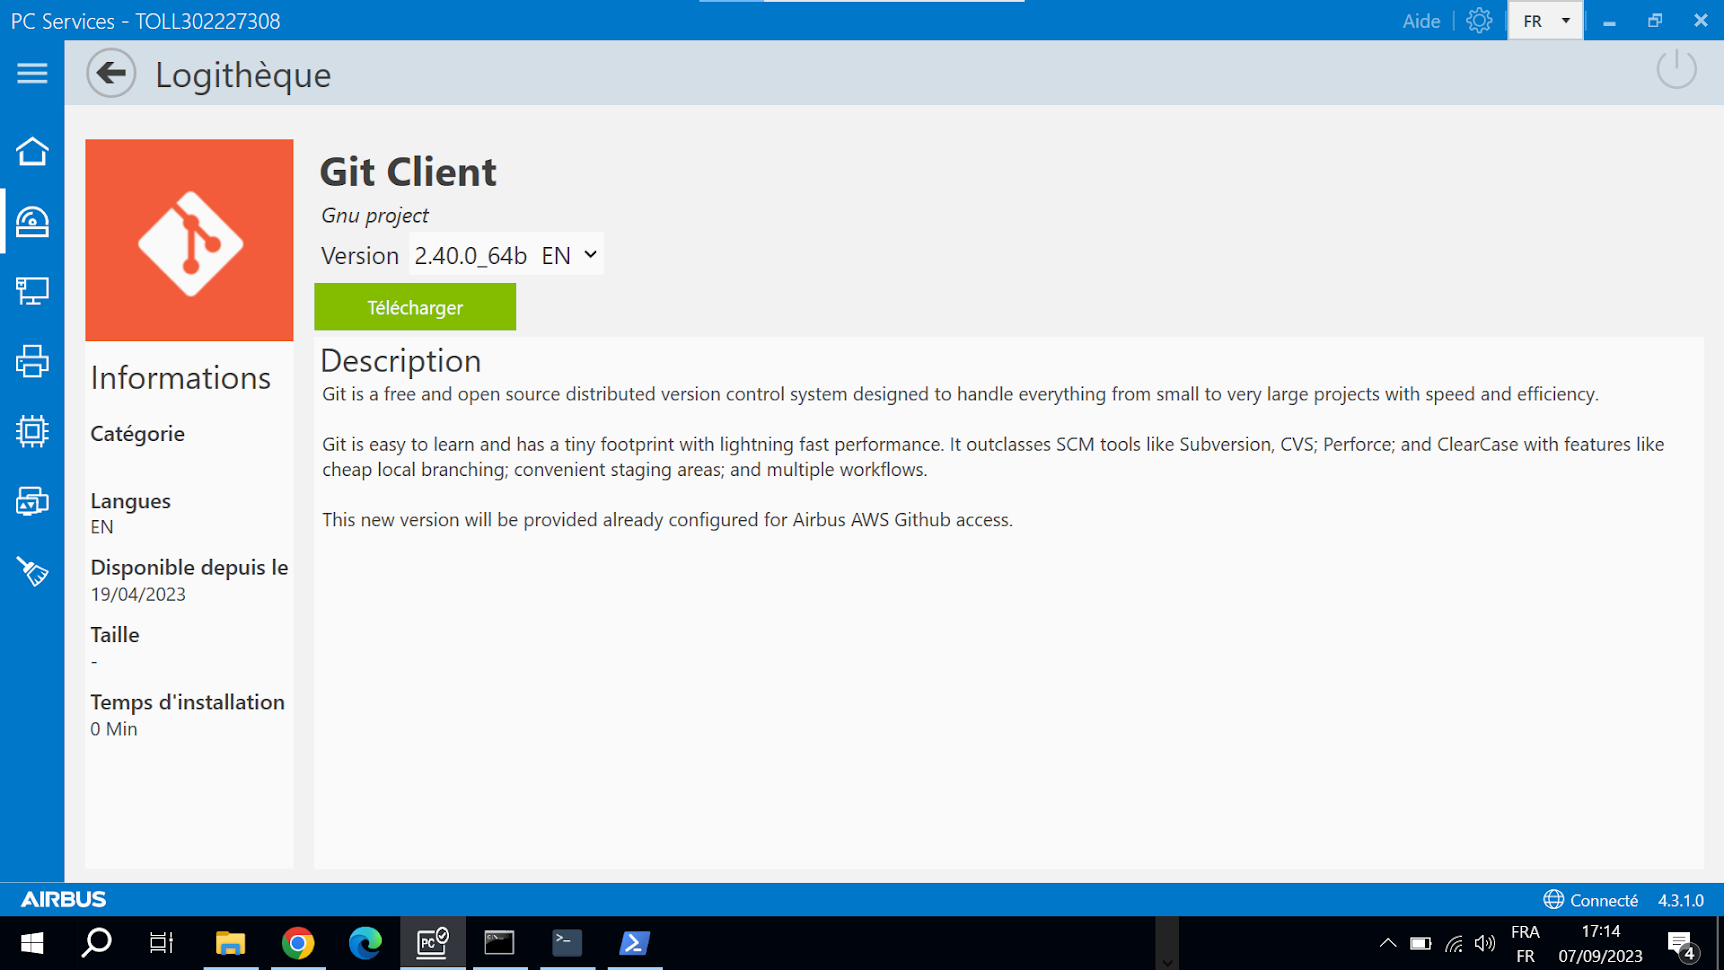 PC Services - TOLL302227308
Aide
FR
Logithèque
Git Client
Gnu project
Version 2.40.0_64b EN
Télécharger
Informations
Catégorie
Langues
EN
Disponible depuis le
19/04/2023
Taille
-
Temps d'installation
0 Min
Description
Git is a free and open source distributed version control system designed to handle everything from small to very large projects with speed and efficiency.
Git is easy to learn and has a tiny footprint with lightning fast performance. It outclasses SCM tools like Subversion, CVS; Perforce; and ClearCase with features like
cheap local branching; convenient staging areas; and multiple workflows.
This new version will be provided already configured for Airbus AWS Github access.
AIRBUS
Connecté 4.3.1.0
PC
FRA
FR
17:14
07/09/2023
4